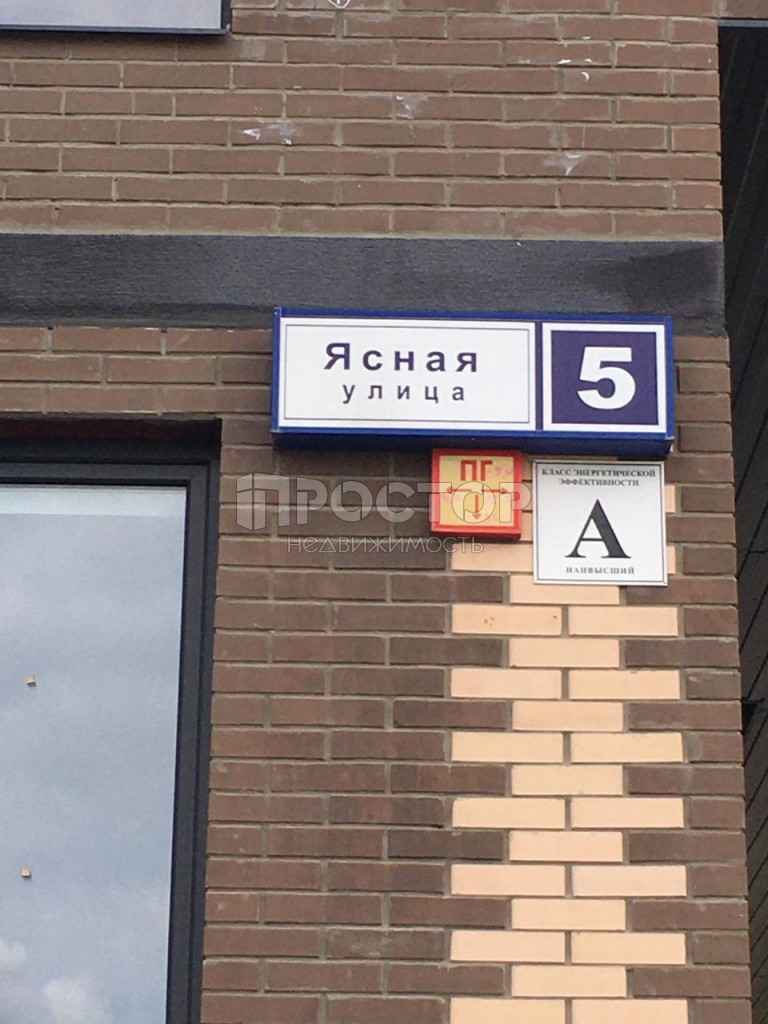 Ясная
улица
5
ПГ
КЛАСС ЭНЕРГЕТИЧЕСКОЙ
ЭФФЕКТИВНОСТИ
А
НАИВЫСШИЙ
ПРОСТОР
НЕДВИЖИМОСТЬ